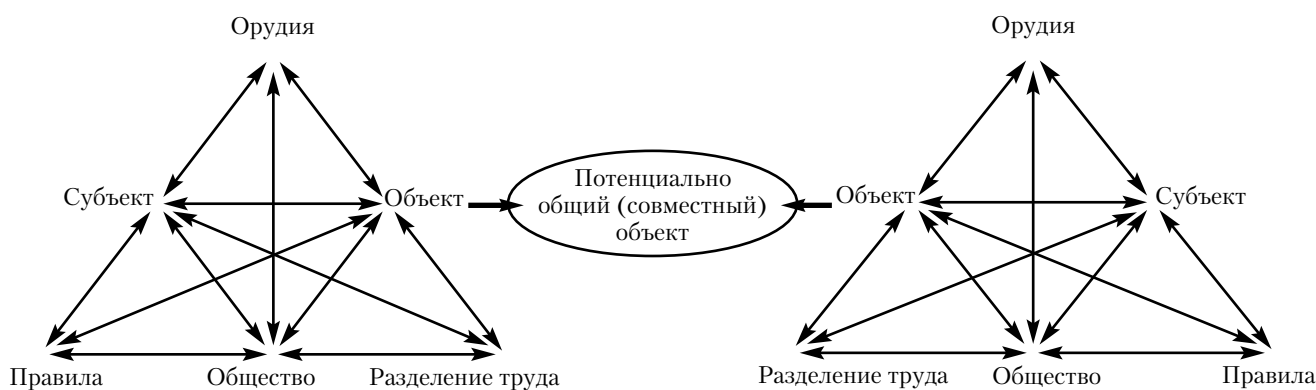 Орудия
Орудия
Субъект
Объект
Потенциально
общий (совместный)
объект
Объект
Субъект
Правила
Общество
Разделение труда
Разделение труда
Общество
Правила